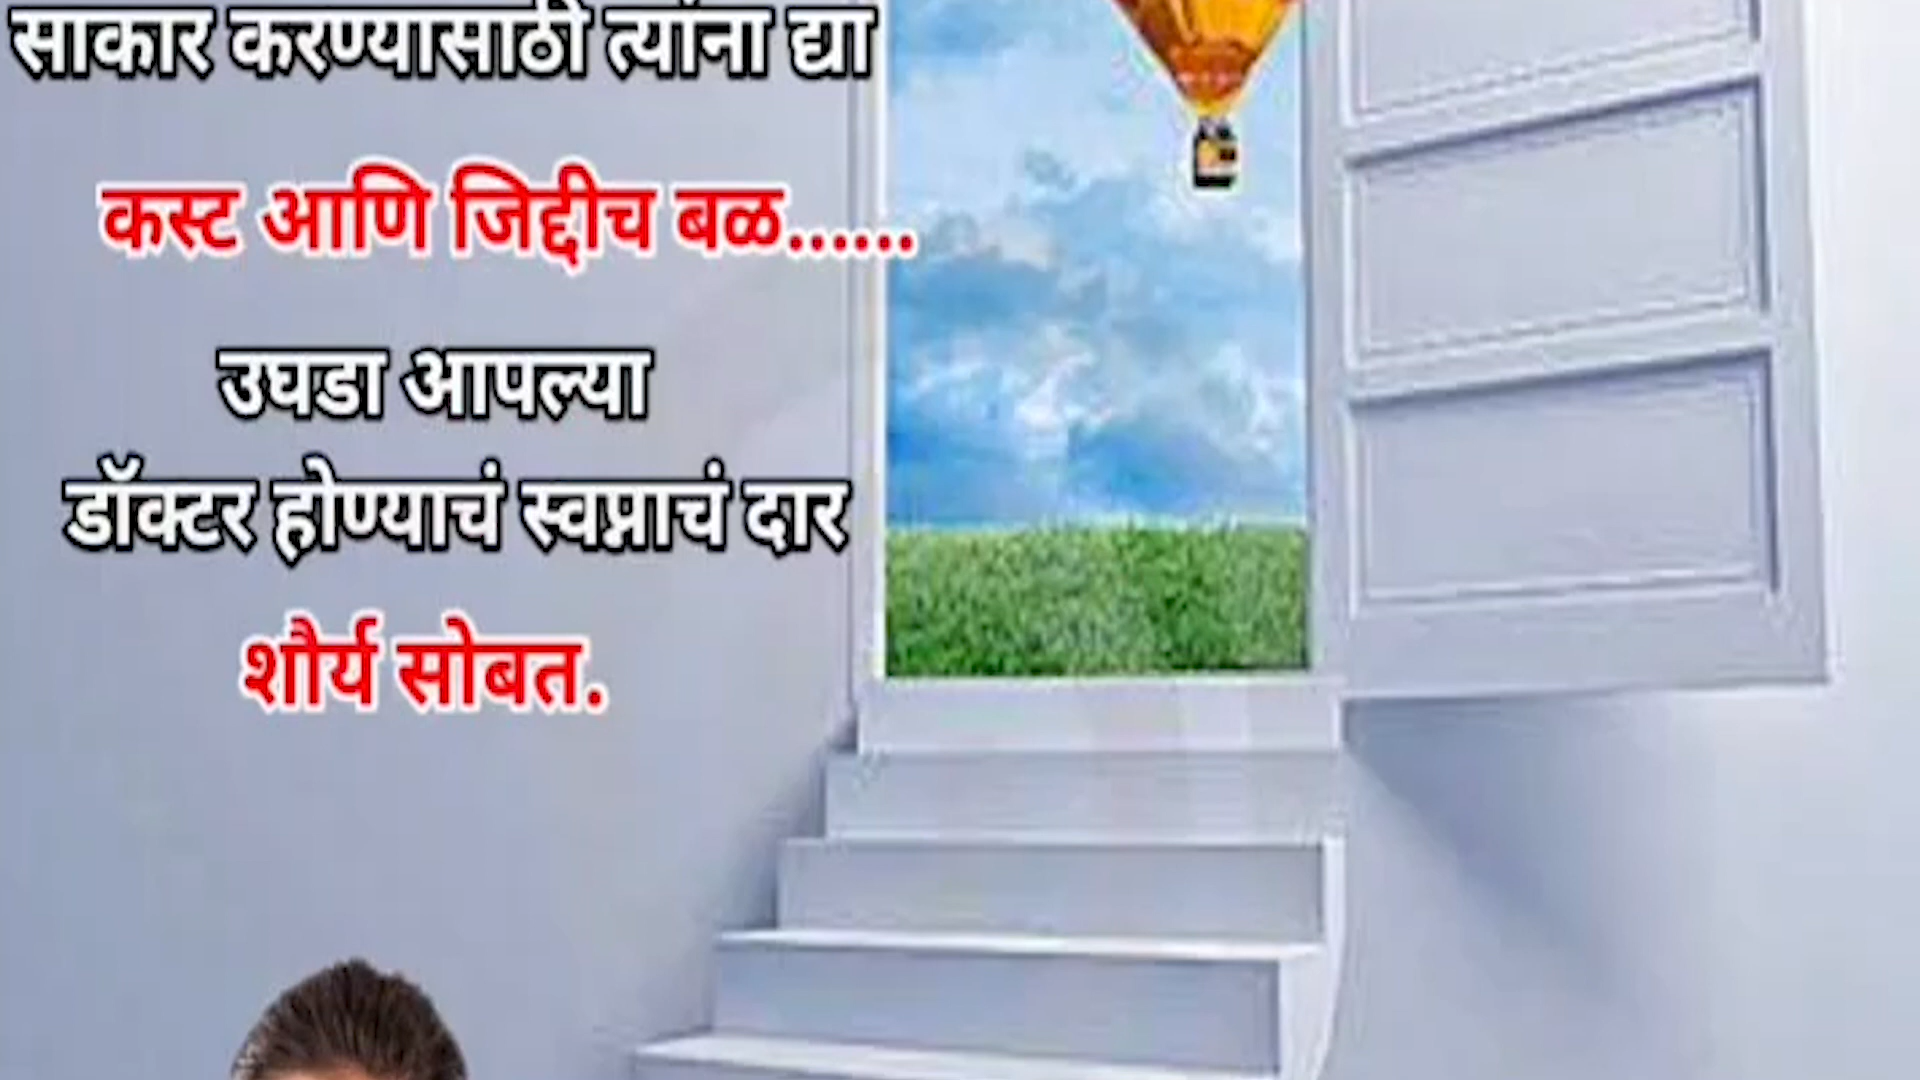 साकार करण्यासाठी त्यांना द्या
कस्ट आणि जिद्दीच बळ......
उघडा आपल्या
डॉक्टर होण्याचं स्वप्नाचं दार
शौर्य सोबत.